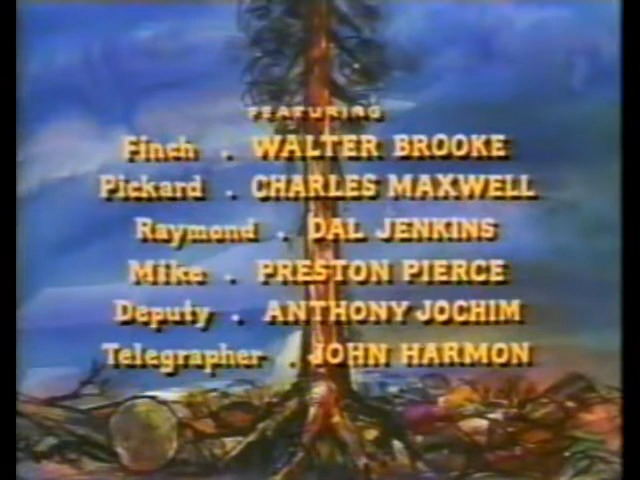 FEATURING
Finch . WALTER BROOKE
Pickard . CHARLES MAXWELL
Raymond . DAL JENKINS
Mike . PRESTON PIERCE
Deputy . ANTHONY JOCHIM
Telegrapher . JOHN HARMON